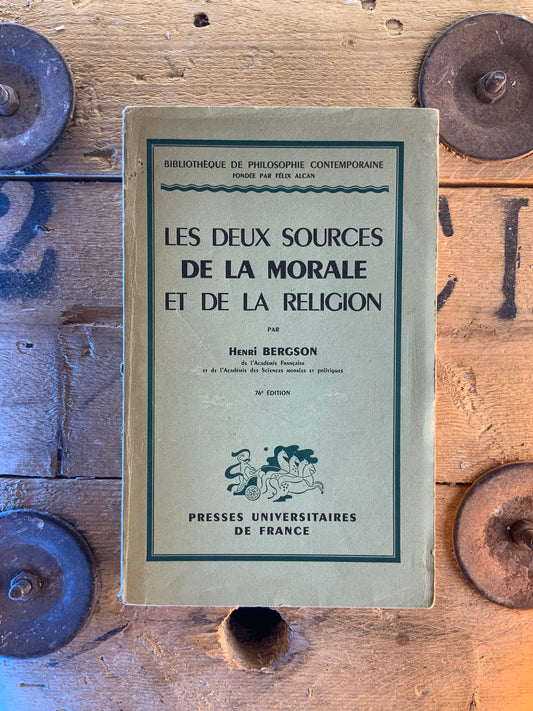 BIBLIOTHÈQUE DE PHILOSOPHIE CONTEMPORAINE
FONDÉE PAR FÉLIX ALCAN
LES DEUX SOURCES
DE LA MORALE
ET DE LA RELIGION
PAR
Henri BERGSON
de l'Académie Française
et de l'Académie des Sciences morales et politiques
76e ÉDITION
PRESSES UNIVERSITAIRES
DE FRANCE
2